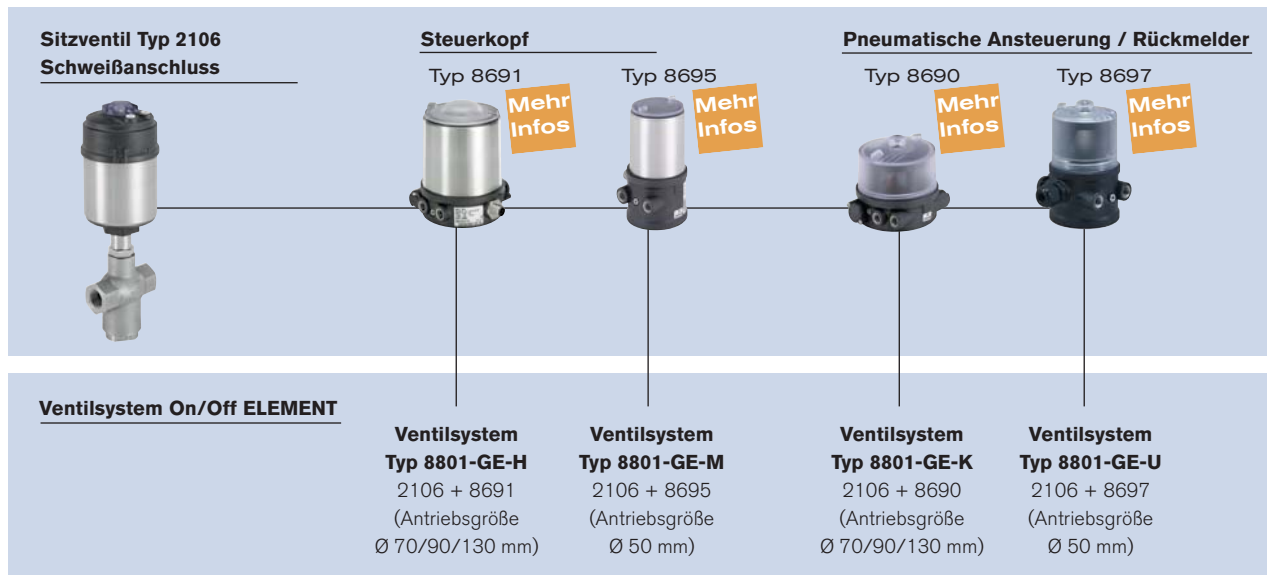 Sitzventil Typ 2106
Schweißanschluss
Steuerkopf
Typ 8691
Mehr
Infos
Typ 8695
Mehr
Infos
Pneumatische Ansteuerung / Rückmelder
Typ 8690
Mehr
Infos
Typ 8697
Mehr
Infos
Ventilsystem On/Off ELEMENT
Ventilsystem
Typ 8801-GE-H
2106 + 8691
(Antriebsgröße
Ø 70/90/130 mm)
Ventilsystem
Typ 8801-GE-M
2106 + 8695
(Antriebsgröße
Ø 50 mm)
Ventilsystem
Typ 8801-GE-K
2106 + 8690
(Antriebsgröße
Ø 70/90/130 mm)
Ventilsystem
Typ 8801-GE-U
2106 + 8697
(Antriebsgröße
Ø 50 mm)